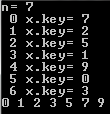 n= 7
0 x.key= 7
1 x.key= 2
2 x.key= 5
3 x.key= 1
4 x.key= 9
5 x.key= 0
6 x.key= 3
0 1 2 3 5 7 9